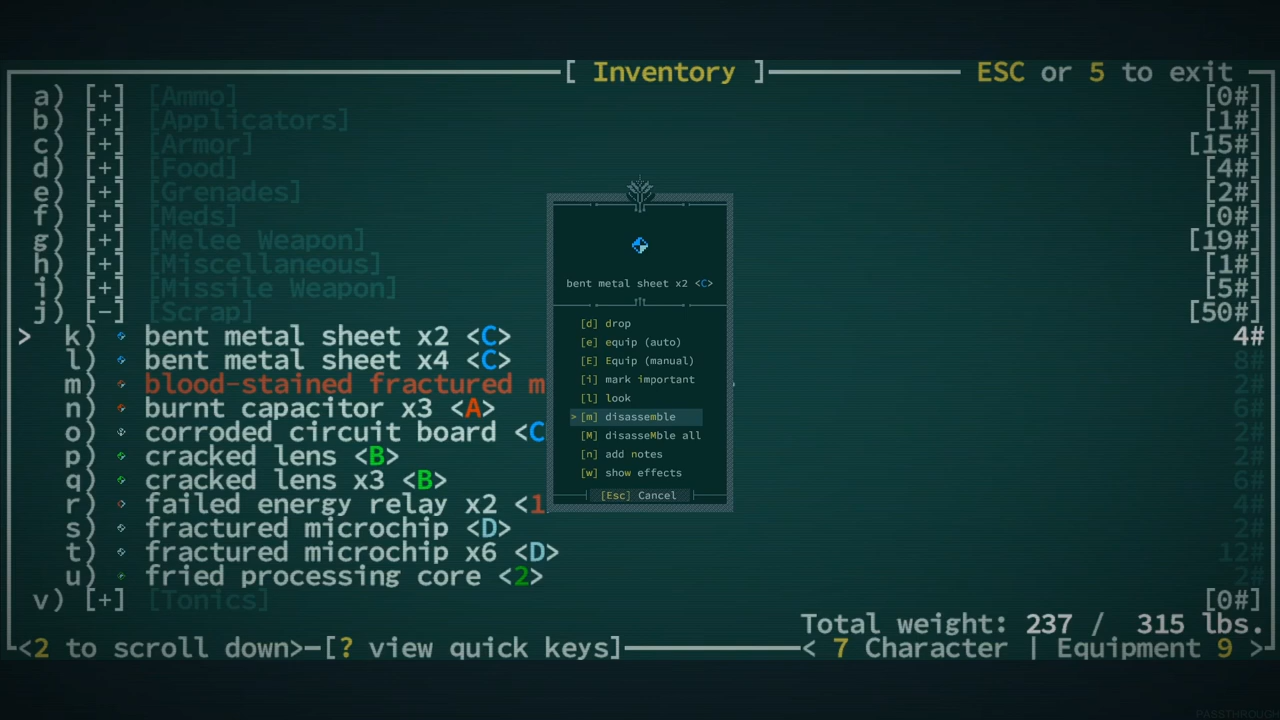 [ Inventory ] ESC or 5 to exit
a) [+] [Ammo] [0#]
b) [+] [Applicators] [1#]
c) [+] [Armor] [15#]
d) [+] [Food] [4#]
e) [+] [Grenades] [2#]
f) [+] [Meds] [0#]
g) [+] [Melee Weapon] [19#]
h) [+] [Miscellaneous] [1#]
i) [+] [Missile Weapon] [5#]
j) [-] [Scrap] [50#]
> k) bent metal sheet x2 <C> 4#
l) bent metal sheet x4 <C> 8#
m) blood-stained fractured m 2#
n) burnt capacitor x3 <A> 6#
o) corroded circuit board <C 2#
p) cracked lens <B> 2#
q) cracked lens x3 <B> 6#
r) failed energy relay x2 <1 4#
s) fractured microchip <D> 2#
t) fractured microchip x6 <D> 12#
u) fried processing core <2> 2#
v) [+] [Tonics] [0#]
Total weight: 237 / 315 lbs.
<2 to scroll down> [? view quick keys] < 7 Character | Equipment 9 >
bent metal sheet x2 <C>
[d] drop
[e] equip (auto)
[E] Equip (manual)
[i] mark important
[l] look
> [m] disassemble
[M] disasseMble all
[n] add notes
[w] show effects
[Esc] Cancel